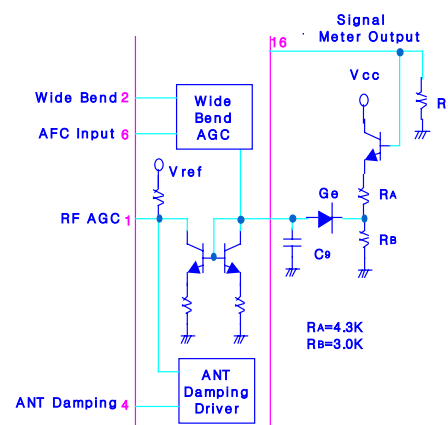 Signal
Meter Output
16
Vcc
R
Wide Bend 2
AFC Input 6
Wide
Bend
AGC
Vref
RF AGC 1
Ge
RA
RB
C9
RA=4.3K
RB=3.0K
ANT
Damping
Driver
ANT Damping 4